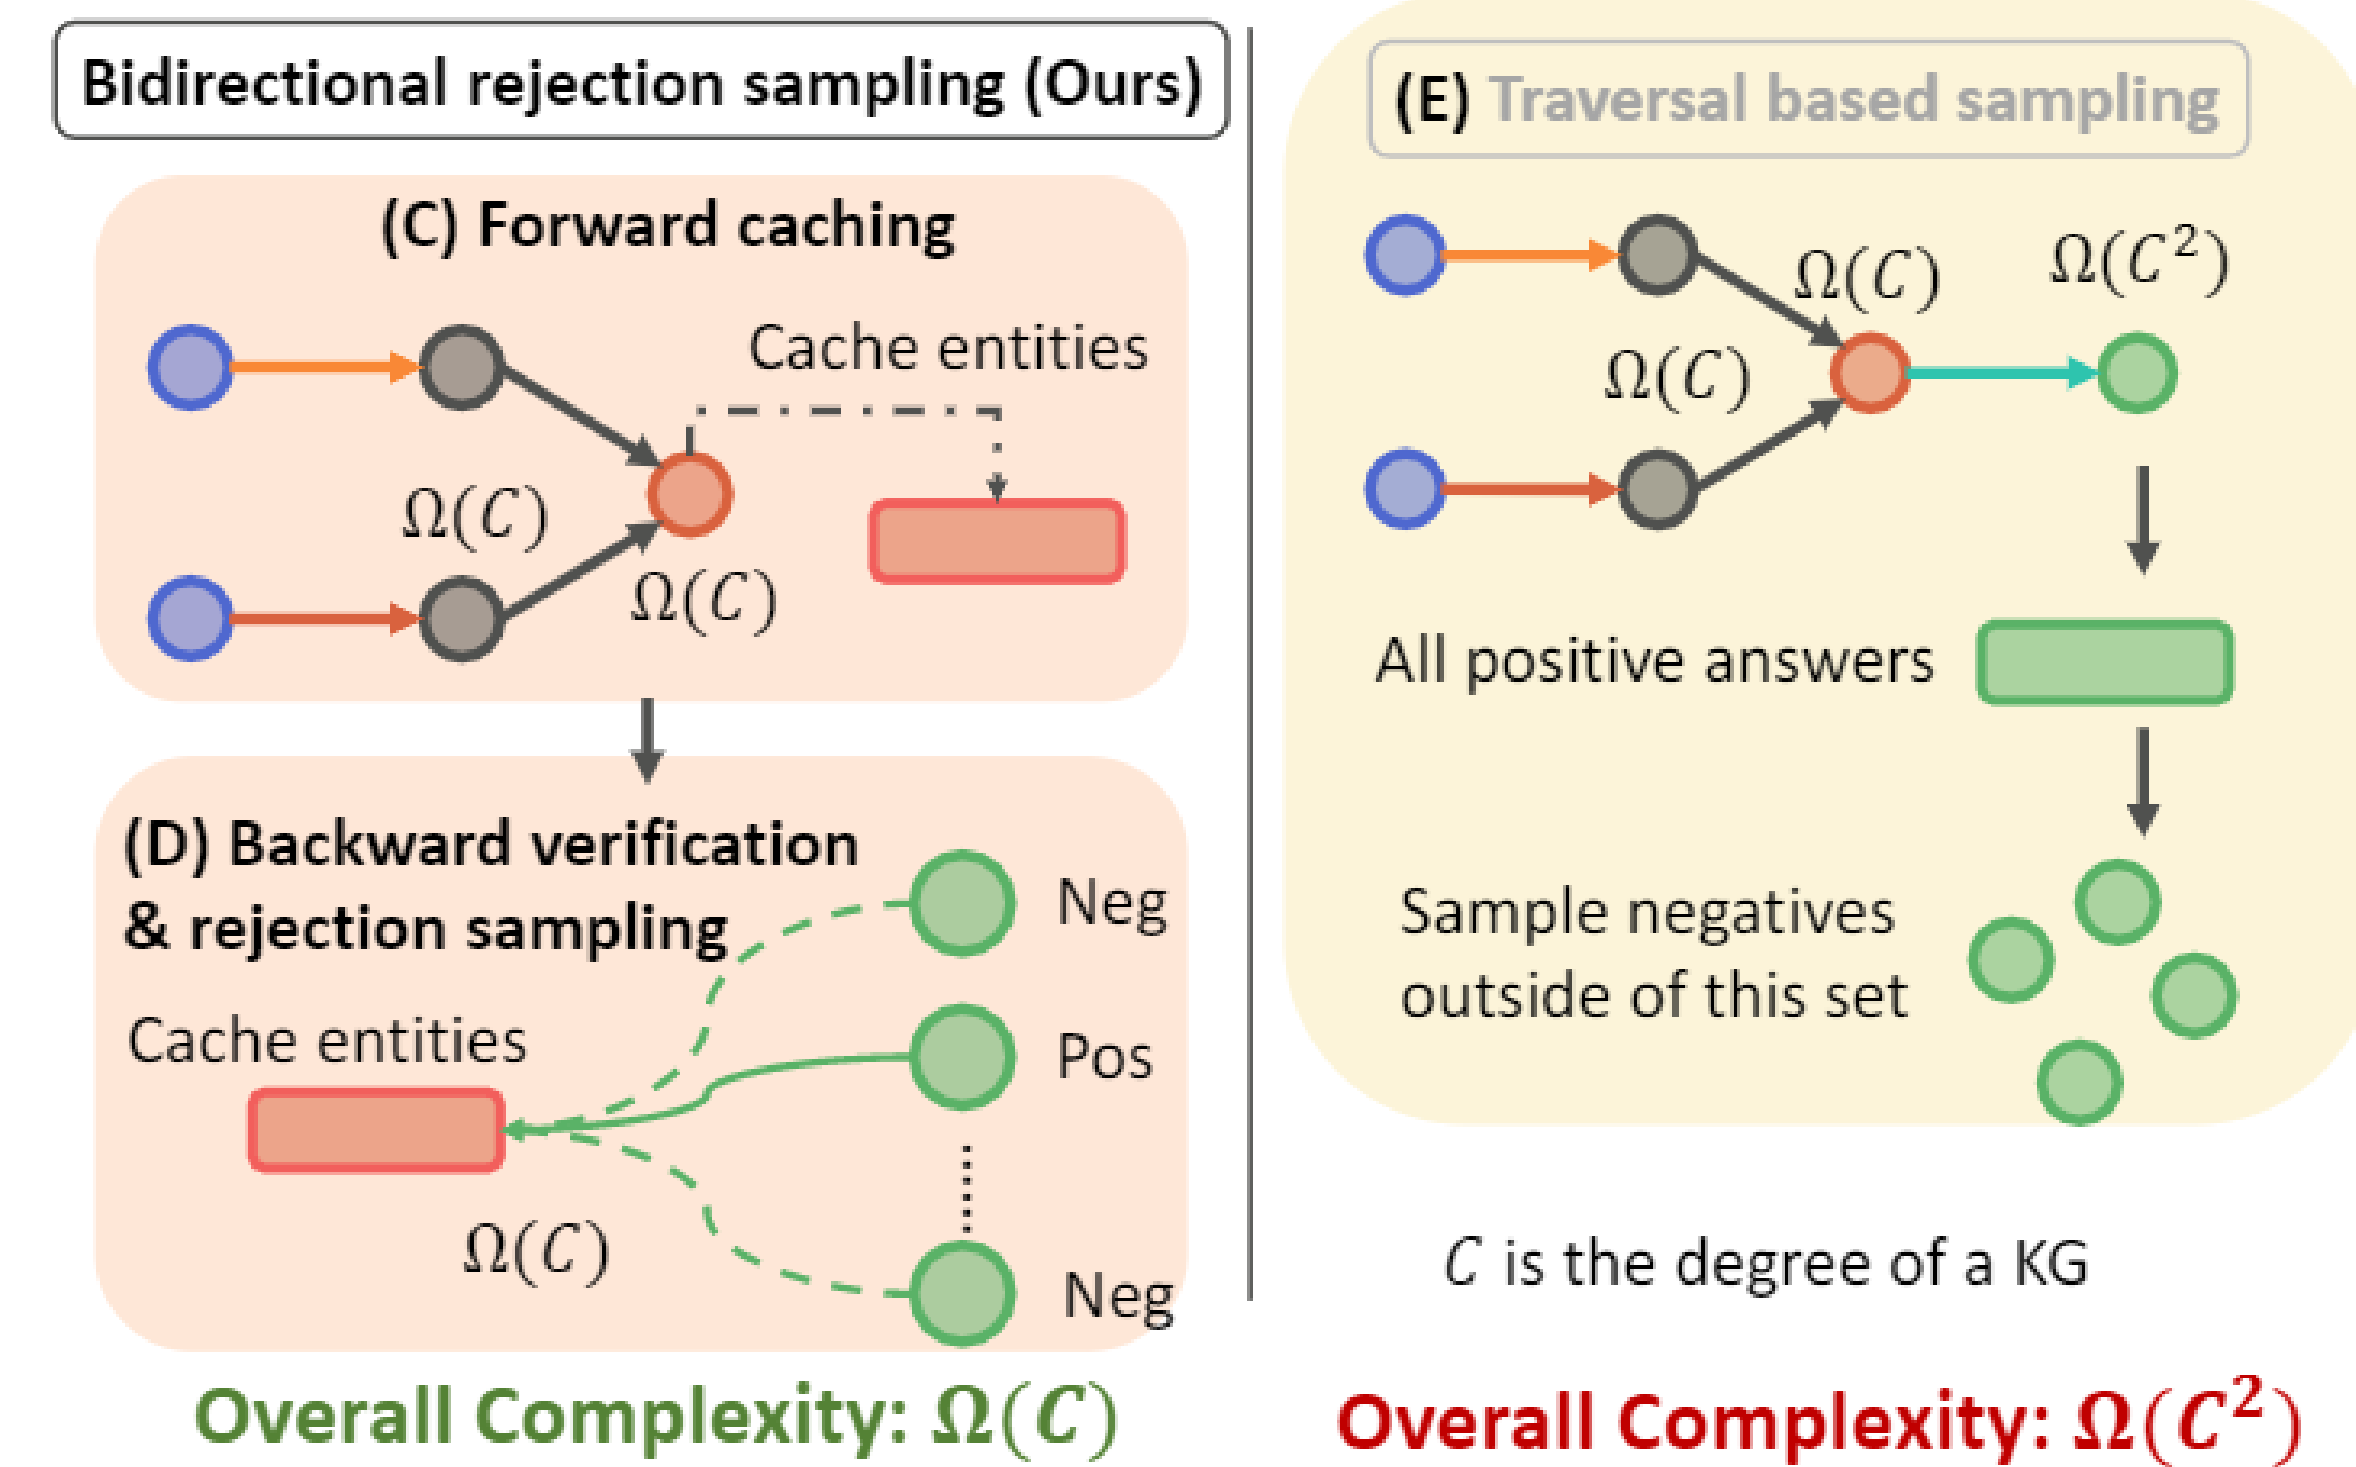 Bidirectional rejection sampling (Ours)
(C) Forward caching
Cache entities
Ω(C)
Ω(C)
(D) Backward verification
& rejection sampling
Neg
Cache entities
Pos
Ω(C)
Neg
Overall Complexity: Ω(C)
(E) Traversal based sampling
Ω(C)
Ω(C²)
Ω(C)
All positive answers
Sample negatives
outside of this set
C is the degree of a KG
Overall Complexity: Ω(C²)